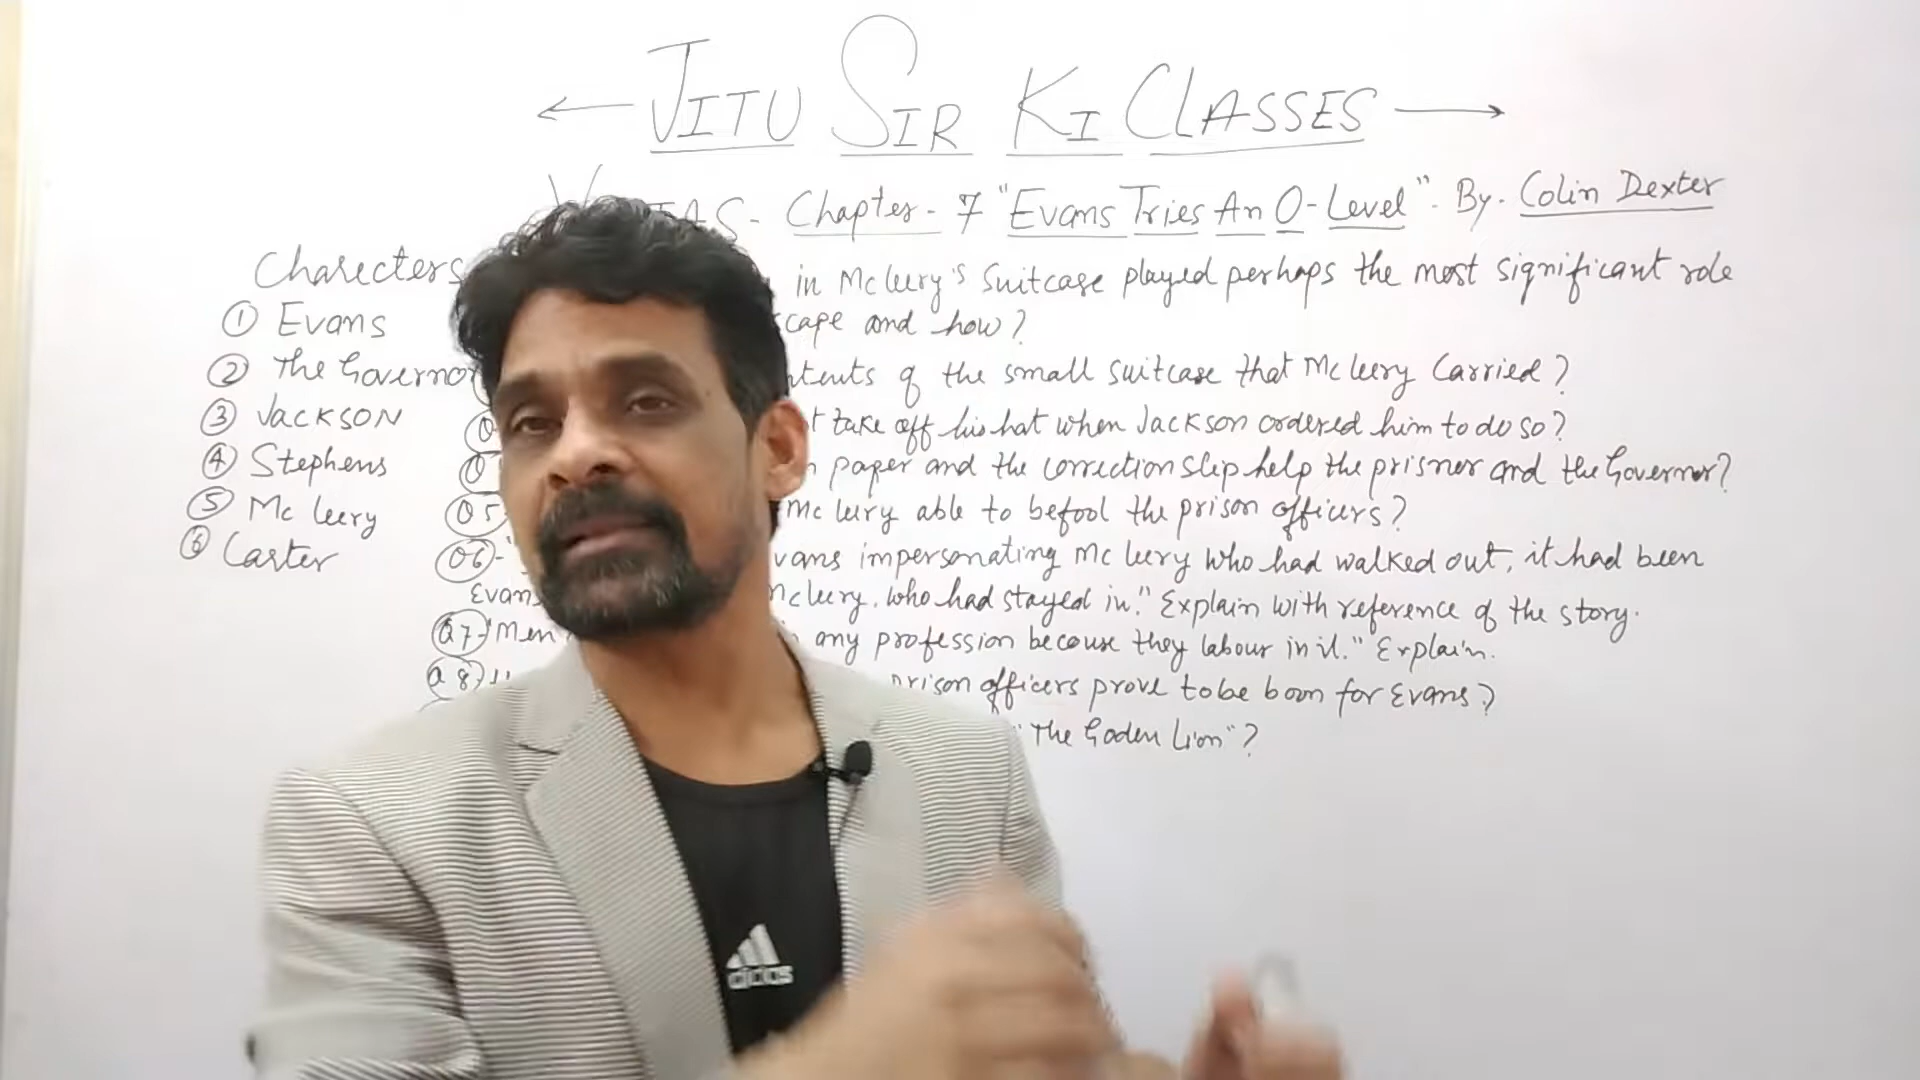 JITU SIR KI CLASSES
Chapter - 7 "Evans Tries An O-Level" - By - Colin Dexter
Charecters
in Mc leery's suitcase played perhaps the most significant role
① Evans
and how?
② the Governor
of the small suitcase that Mc leery Carried?
③ JACKSON
take off his hat when Jackson ordered him to do so?
④ Stephens
paper and the correction slip help the prisner and the Governor?
⑤ Mc leery
Q5 Mc leery able to befool the prison officers?
⑥ Carter
Q6 - impersonating Mc leery who had walked out, it had been
Evans Mc leery, who had stayed in." Explain with reference of the story.
Q7 - "Men any profession because they labour in it." Explain.
Q8 prison officers prove to be boon for Evans?
"The Goden Lion"?
adidas